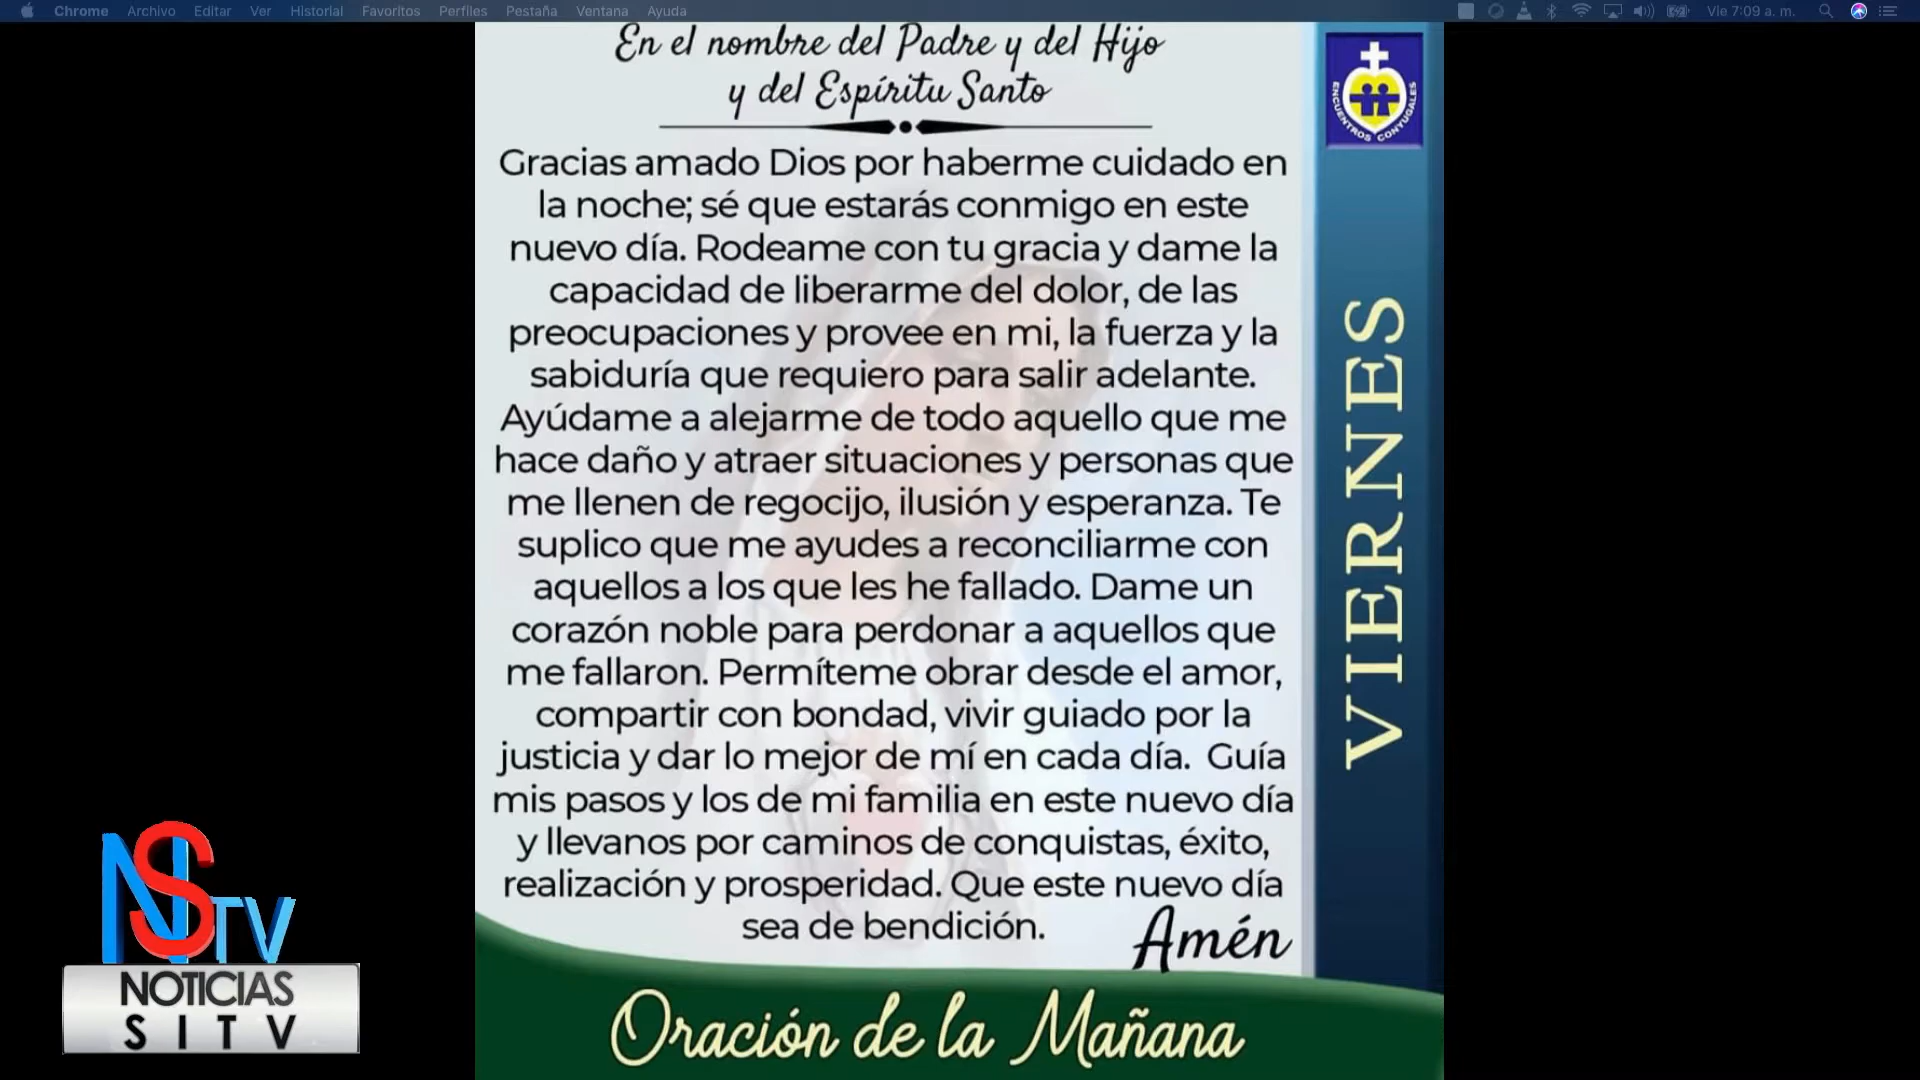 Chrome Archivo Editar Ver Historial Favoritos Perfiles Pestaña Ventana Ayuda Vie 7:09 a. m.
En el nombre del Padre y del Hijo
y del Espíritu Santo
Gracias amado Dios por haberme cuidado en
la noche; sé que estarás conmigo en este
nuevo día. Rodeame con tu gracia y dame la
capacidad de liberarme del dolor, de las
preocupaciones y provee en mi, la fuerza y la
sabiduría que requiero para salir adelante.
Ayúdame a alejarme de todo aquello que me
hace daño y atraer situaciones y personas que
me llenen de regocijo, ilusión y esperanza. Te
suplico que me ayudes a reconciliarme con
aquellos a los que les he fallado. Dame un
corazón noble para perdonar a aquellos que
me fallaron. Permíteme obrar desde el amor,
compartir con bondad, vivir guiado por la
justicia y dar lo mejor de mí en cada día. Guía
mis pasos y los de mi familia en este nuevo día
y llevanos por caminos de conquistas, éxito,
realización y prosperidad. Que este nuevo día
sea de bendición.
Amén
Oración de la Mañana
ENCUENTROS CONYUGALES
VIERNES
NSTV
NOTICIAS
SITV